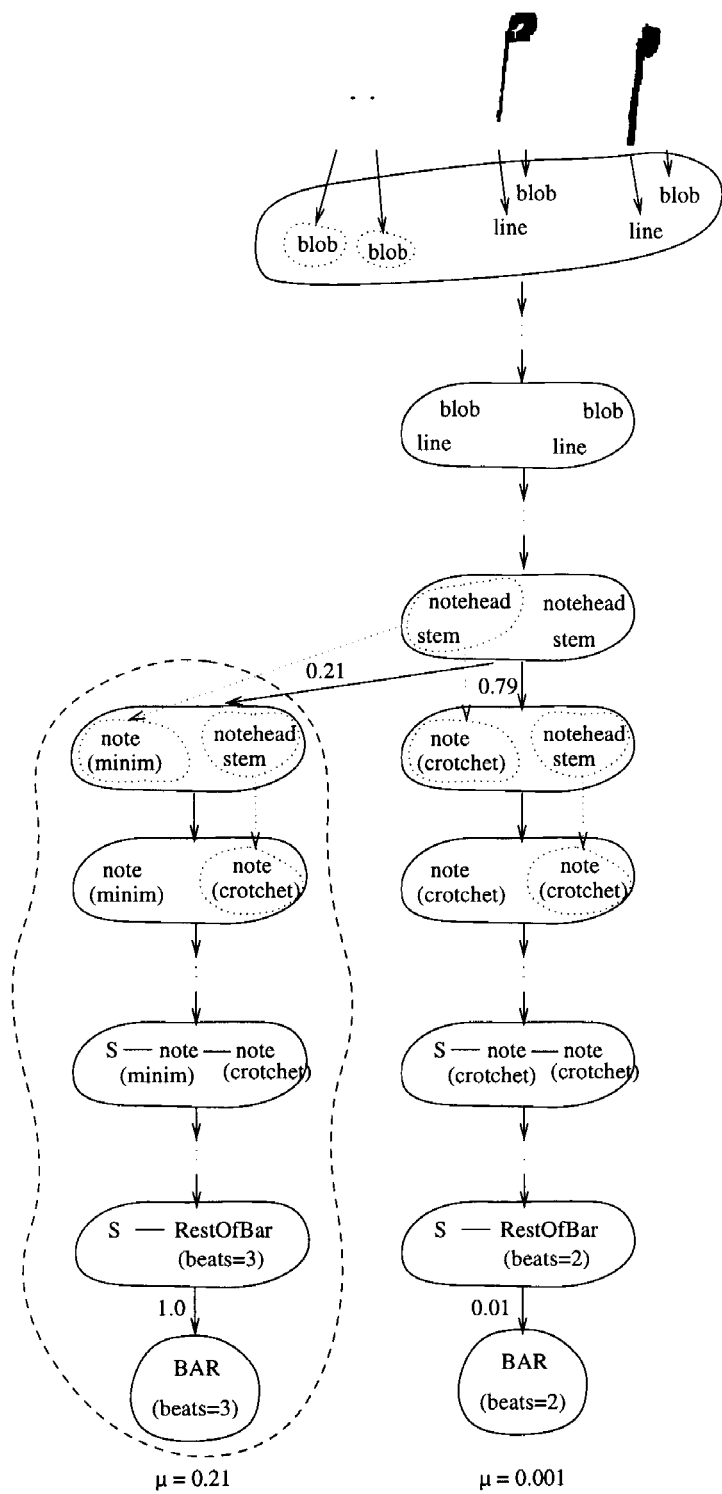 blob
blob
line
line
blob
blob
blob
blob
line
line
notehead
notehead
stem
stem
0.21
0.79
note
(minim)
notehead
stem
note
(crotchet)
notehead
stem
note
(minim)
note
(crotchet)
note
(crotchet)
note
(crotchet)
S — note — note
(minim)
(crotchet)
S — note — note
(crotchet)
(crotchet)
S — RestOfBar
(beats=3)
S — RestOfBar
(beats=2)
1.0
0.01
BAR
(beats=3)
BAR
(beats=2)
μ = 0.21
μ = 0.001